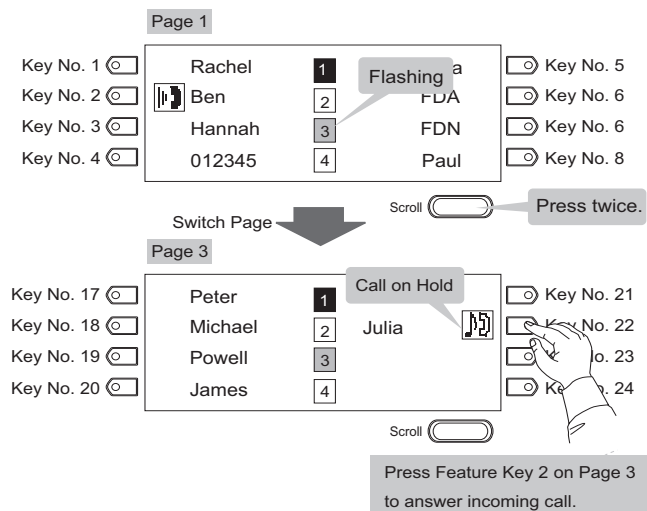 Page 1
Key No. 1 Rachel 1 Flashing a Key No. 5
Key No. 2 Ben 2 FDA Key No. 6
Key No. 3 Hannah 3 FDN Key No. 6
Key No. 4 012345 4 Paul Key No. 8
Scroll Press twice.
Switch Page
Page 3
Key No. 17 Peter 1 Call on Hold Key No. 21
Key No. 18 Michael 2 Julia Key No. 22
Key No. 19 Powell 3 No. 23
Key No. 20 James 4 24
Scroll
Press Feature Key 2 on Page 3
to answer incoming call.